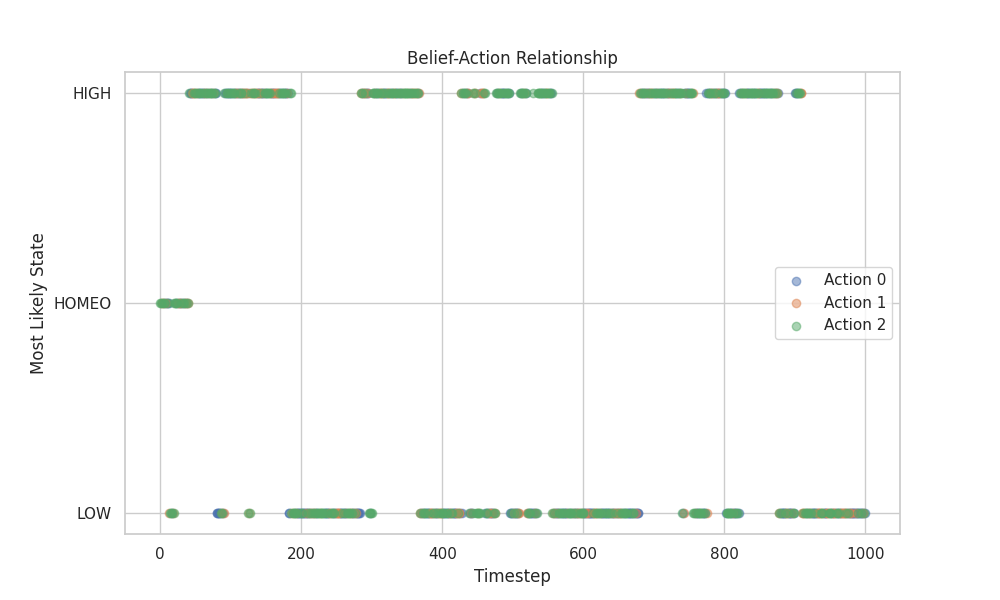 Belief-Action Relationship
HIGH
HOMEO
LOW
Most Likely State
Action 0
Action 1
Action 2
0
200
400
600
800
1000
Timestep